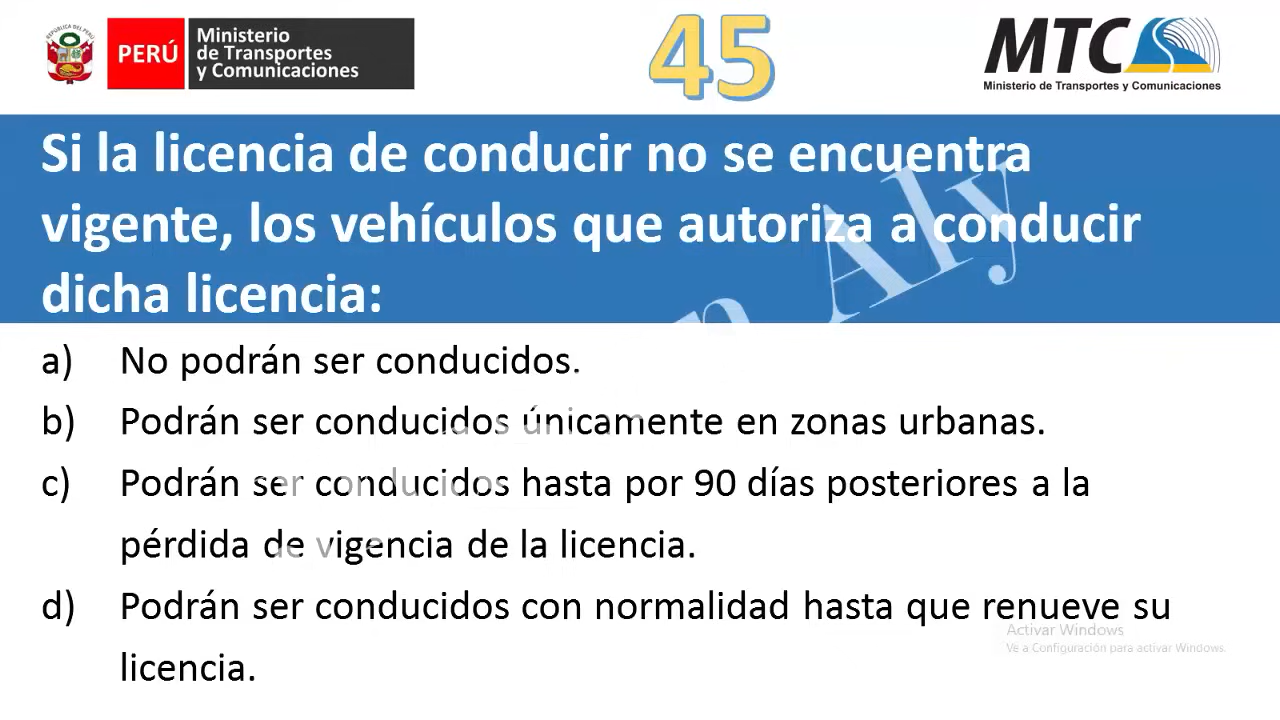 REPÚBLICA DEL PERÚ
PERÚ
Ministerio
de Transportes
y Comunicaciones
45
MTC
Ministerio de Transportes y Comunicaciones
Si la licencia de conducir no se encuentra
vigente, los vehículos que autoriza a conducir
dicha licencia:
Aly
a) No podrán ser conducidos.
b) Podrán ser conducidos únicamente en zonas urbanas.
c) Podrán ser conducidos hasta por 90 días posteriores a la
pérdida de vigencia de la licencia.
d) Podrán ser conducidos con normalidad hasta que renueve su
licencia.
Activar Windows
Ve a Configuración para activar Windows.